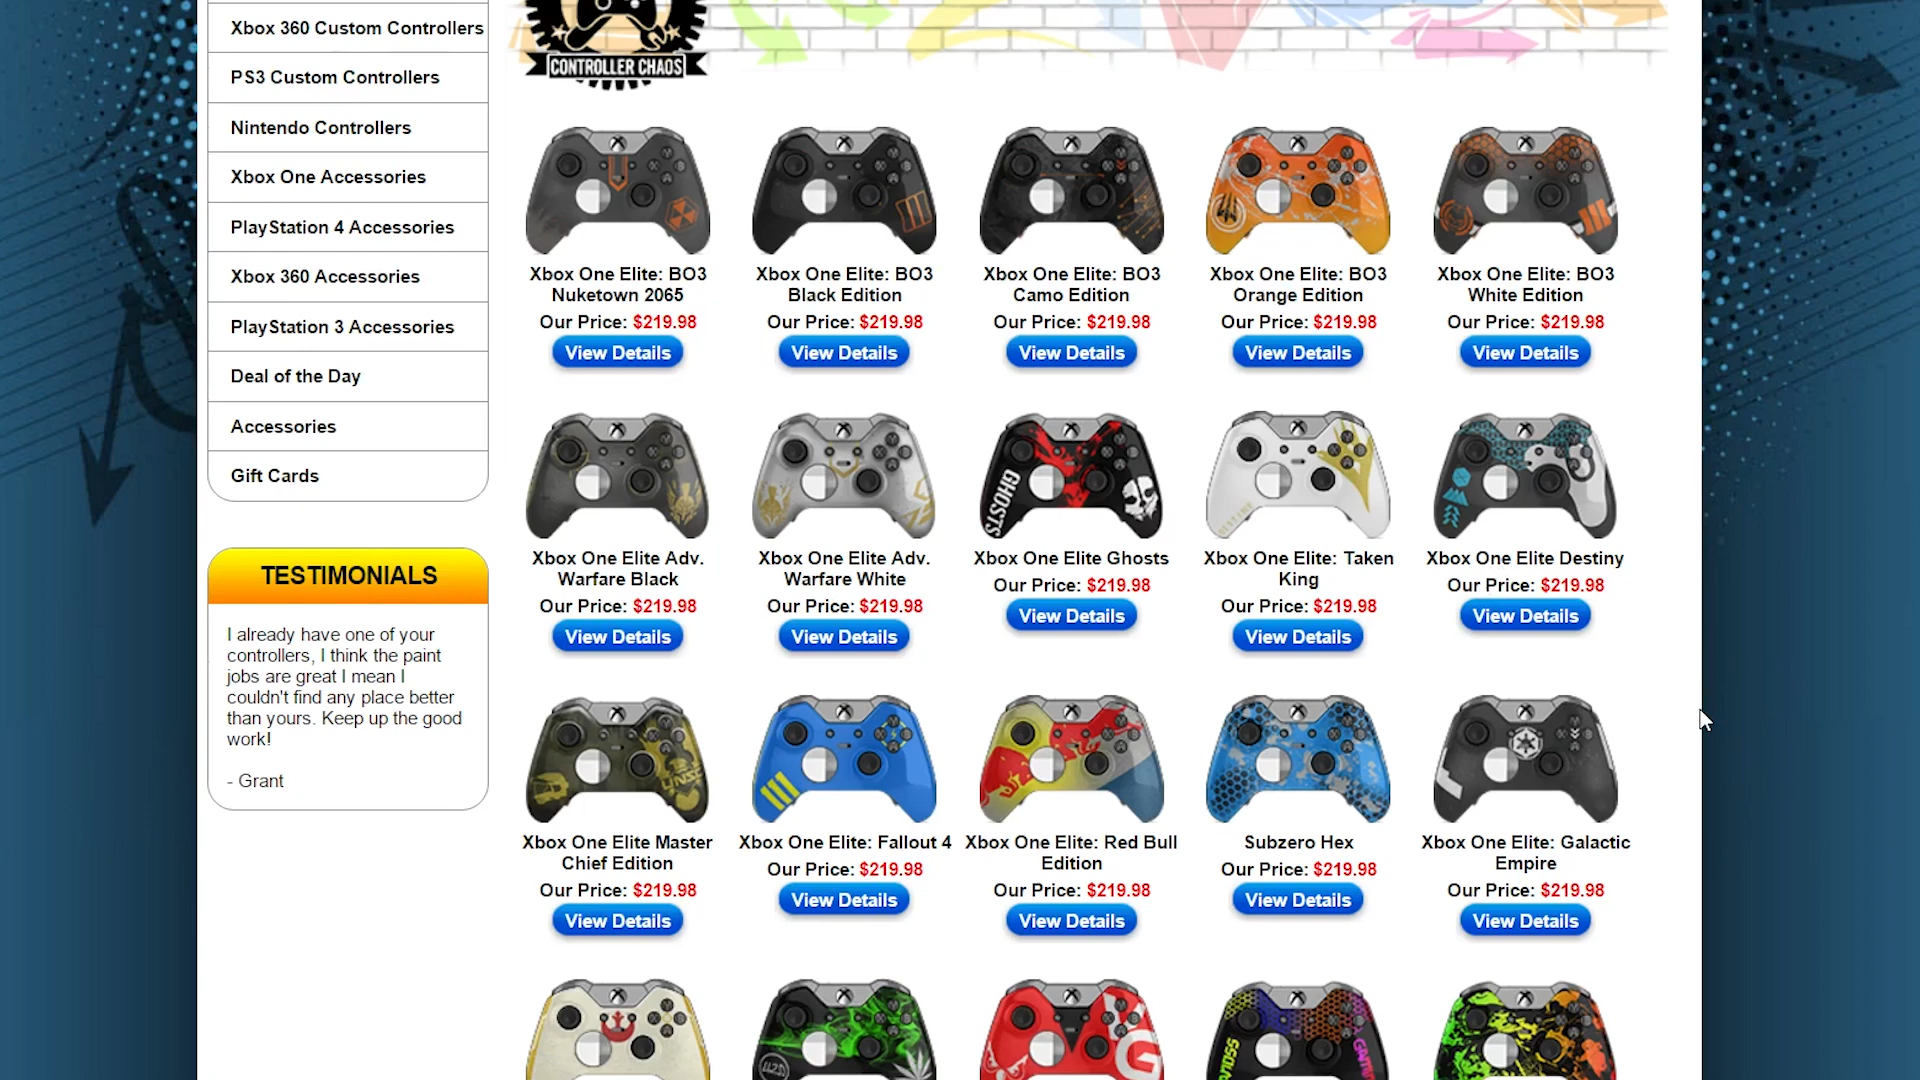 Xbox 360 Custom Controllers
PS3 Custom Controllers
Nintendo Controllers
Xbox One Accessories
PlayStation 4 Accessories
Xbox 360 Accessories
PlayStation 3 Accessories
Deal of the Day
Accessories
Gift Cards
TESTIMONIALS
I already have one of your
controllers, I think the paint
jobs are great I mean I
couldn't find any place better
than yours. Keep up the good
work!
- Grant
CONTROLLER CHAOS
Xbox One Elite: BO3
Nuketown 2065
Our Price: $219.98
View Details
Xbox One Elite: BO3
Black Edition
Our Price: $219.98
View Details
Xbox One Elite: BO3
Camo Edition
Our Price: $219.98
View Details
Xbox One Elite: BO3
Orange Edition
Our Price: $219.98
View Details
Xbox One Elite: BO3
White Edition
Our Price: $219.98
View Details
Xbox One Elite Adv.
Warfare Black
Our Price: $219.98
View Details
Xbox One Elite Adv.
Warfare White
Our Price: $219.98
View Details
GHOSTS
Xbox One Elite Ghosts
Our Price: $219.98
View Details
DESTINY
Xbox One Elite: Taken
King
Our Price: $219.98
View Details
Xbox One Elite Destiny
Our Price: $219.98
View Details
UNSC
Xbox One Elite Master
Chief Edition
Our Price: $219.98
View Details
Xbox One Elite: Fallout 4
Our Price: $219.98
View Details
Xbox One Elite: Red Bull
Edition
Our Price: $219.98
View Details
Subzero Hex
Our Price: $219.98
View Details
Xbox One Elite: Galactic
Empire
Our Price: $219.98
View Details